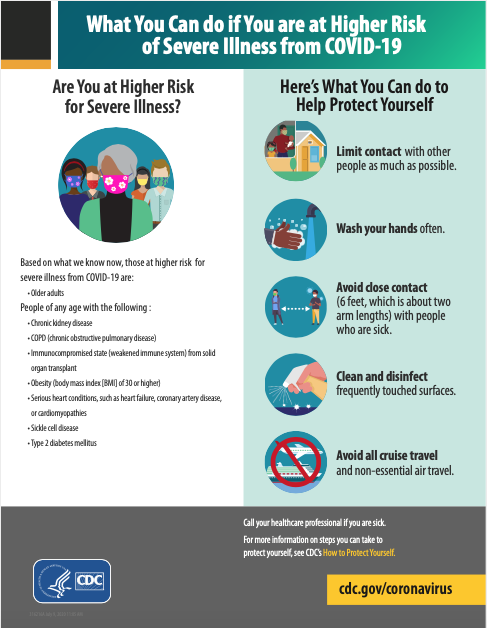 What You Can do if You are at Higher Risk
of Severe Illness from COVID-19
Are You at Higher Risk
for Severe Illness?
Based on what we know now, those at higher risk for
severe illness from COVID-19 are:
• Older adults
People of any age with the following :
• Chronic kidney disease
• COPD (chronic obstructive pulmonary disease)
• Immunocompromised state (weakened immune system) from solid
organ transplant
• Obesity (body mass index [BMI] of 30 or higher)
• Serious heart conditions, such as heart failure, coronary artery disease,
or cardiomyopathies
• Sickle cell disease
• Type 2 diabetes mellitus
Here's What You Can do to
Help Protect Yourself
Limit contact with other
people as much as possible.
Wash your hands often.
Avoid close contact
(6 feet, which is about two
arm lengths) with people
who are sick.
Clean and disinfect
frequently touched surfaces.
Avoid all cruise travel
and non-essential air travel.
Call your healthcare professional if you are sick.
For more information on steps you can take to
protect yourself, see CDC's How to Protect Yourself.
CDC
cdc.gov/coronavirus